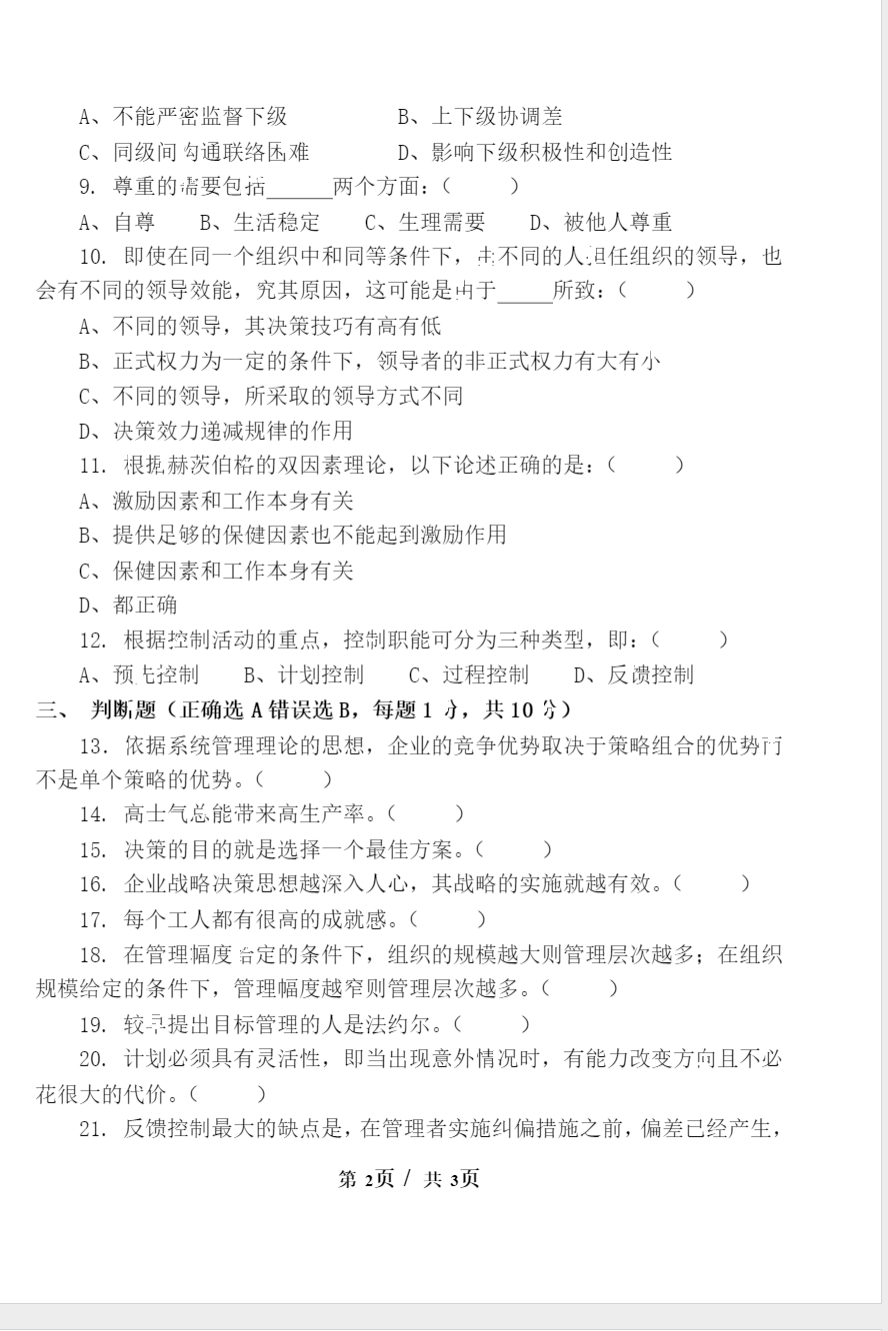 A、不能严密监督下级 B、上下级协调差
C、同级间沟通联络困难 D、影响下级积极性和创造性
9. 尊重的需要包括______两个方面:( )
A、自尊 B、生活稳定 C、生理需要 D、被他人尊重
10. 即使在同一个组织中和同等条件下,由不同的人担任组织的领导,也
会有不同的领导效能,究其原因,这可能是由于_____所致:( )
A、不同的领导,其决策技巧有高有低
B、正式权力为一定的条件下,领导者的非正式权力有大有小
C、不同的领导,所采取的领导方式不同
D、决策效力递减规律的作用
11. 根据赫茨伯格的双因素理论,以下论述正确的是:( )
A、激励因素和工作本身有关
B、提供足够的保健因素也不能起到激励作用
C、保健因素和工作本身有关
D、都正确
12. 根据控制活动的重点,控制职能可分为三种类型,即:( )
A、预先控制 B、计划控制 C、过程控制 D、反馈控制
三、 判断题(正确选 A 错误选 B,每题 1 分,共 10 分)
13. 依据系统管理理论的思想,企业的竞争优势取决于策略组合的优势而
不是单个策略的优势。( )
14. 高士气总能带来高生产率。( )
15. 决策的目的就是选择一个最佳方案。( )
16. 企业战略决策思想越深入人心,其战略的实施就越有效。( )
17. 每个工人都有很高的成就感。( )
18. 在管理幅度给定的条件下,组织的规模越大则管理层次越多;在组织
规模给定的条件下,管理幅度越窄则管理层次越多。( )
19. 较早提出目标管理的人是法约尔。( )
20. 计划必须具有灵活性,即当出现意外情况时,有能力改变方向且不必
花很大的代价。( )
21. 反馈控制最大的缺点是,在管理者实施纠偏措施之前,偏差已经产生,
第 2页 / 共 3页